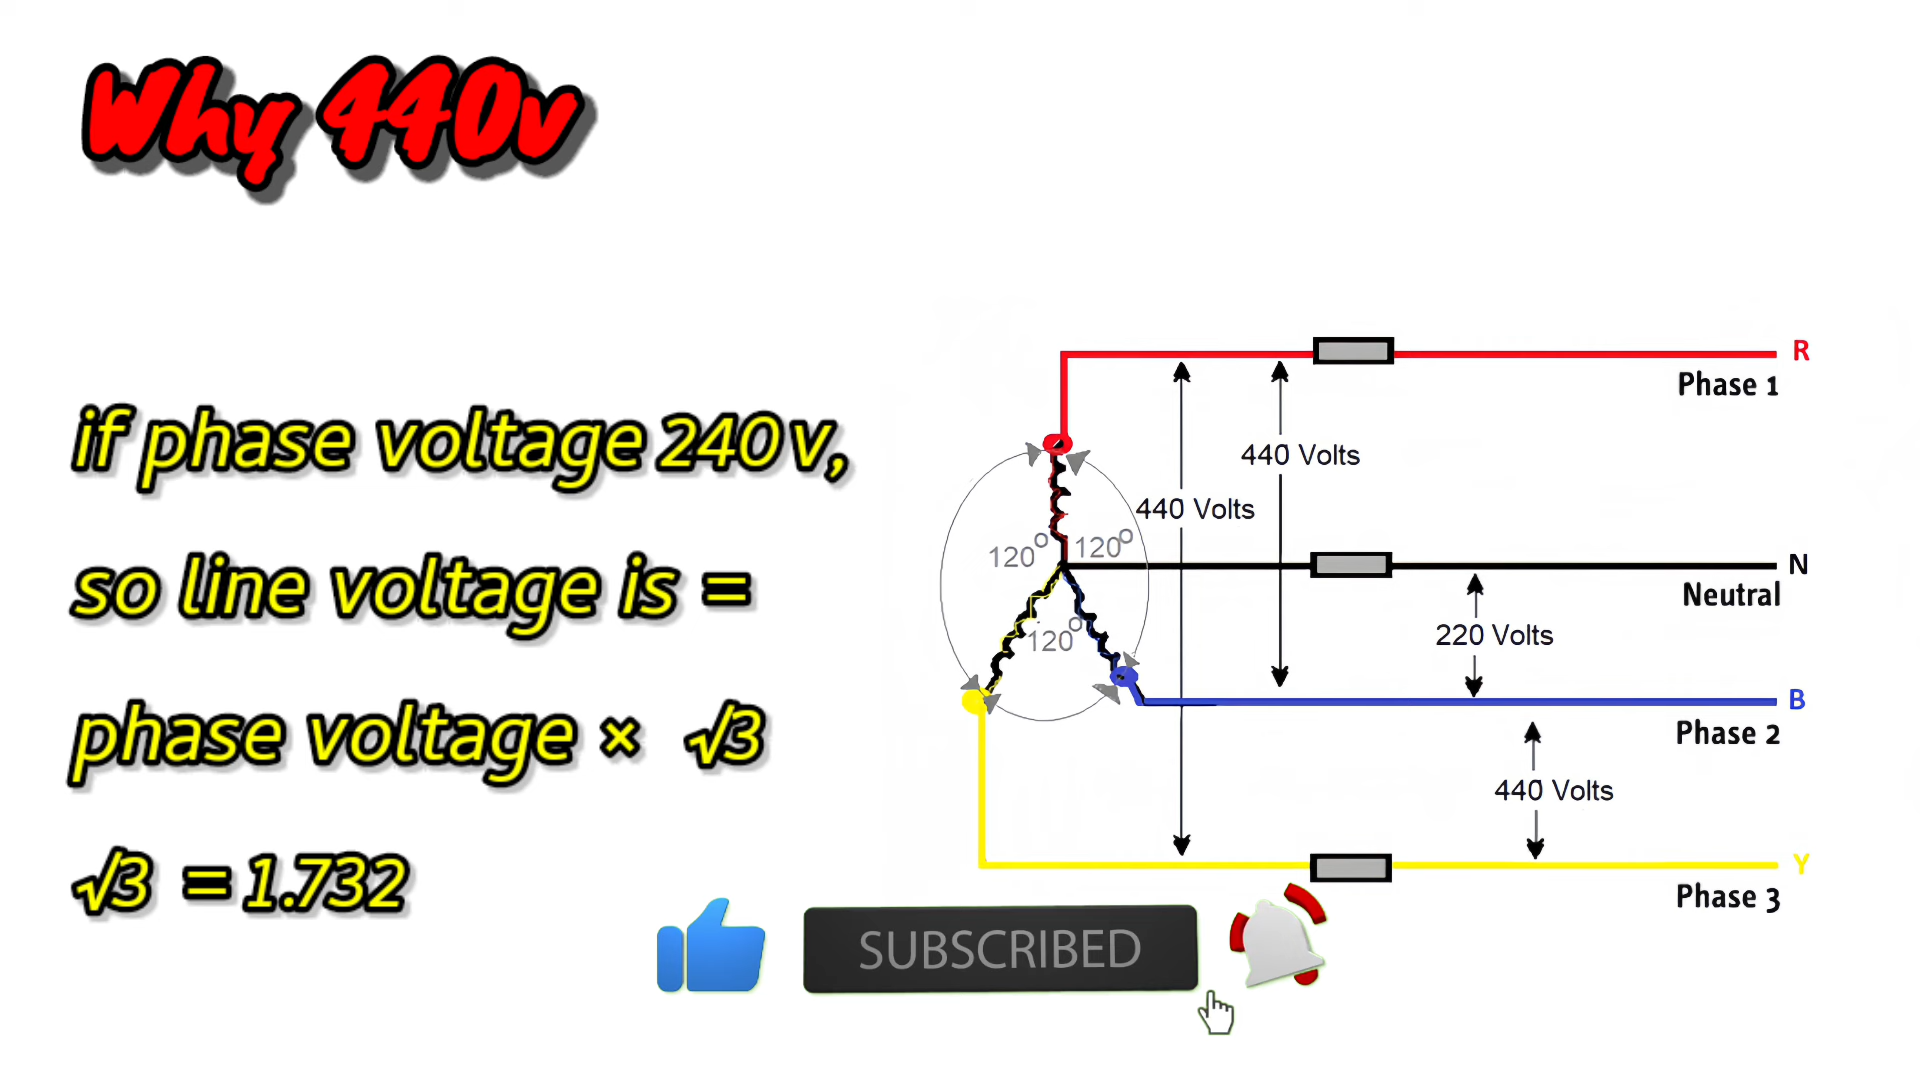 Why 440v
if phase voltage 240 v,
so line voltage is =
phase voltage × √3
√3 = 1.732
R
Phase 1
440 Volts
440 Volts
120° 120°
120°
N
Neutral
220 Volts
B
Phase 2
440 Volts
Y
Phase 3
SUBSCRIBED